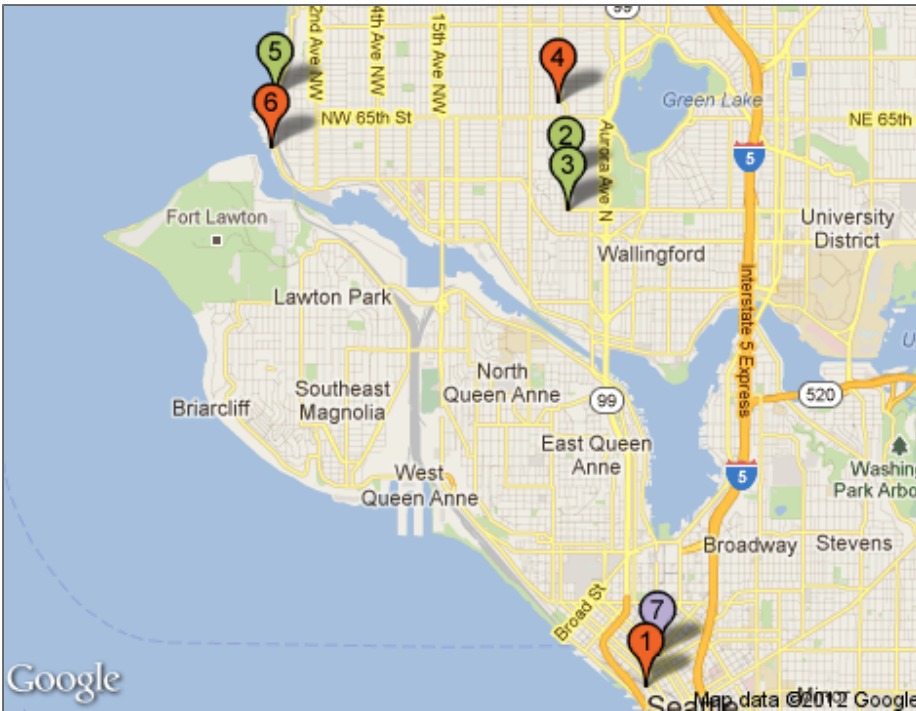 99
2nd Ave NW
4th Ave NW
15th Ave NW
5
4
6
Green Lake
NW 65th St
NE 65th
Aurora Ave N
2
5
3
Fort Lawton
University
District
Wallingford
Lawton Park
Interstate 5 Express
North
Queen Anne
Southeast
Magnolia
520
99
Briarcliff
East Queen
Anne
West
Queen Anne
5
Washing
Park Arbo
Broadway
Stevens
Broad St
7
1
Google
Seattle
Map data ©2012 Google